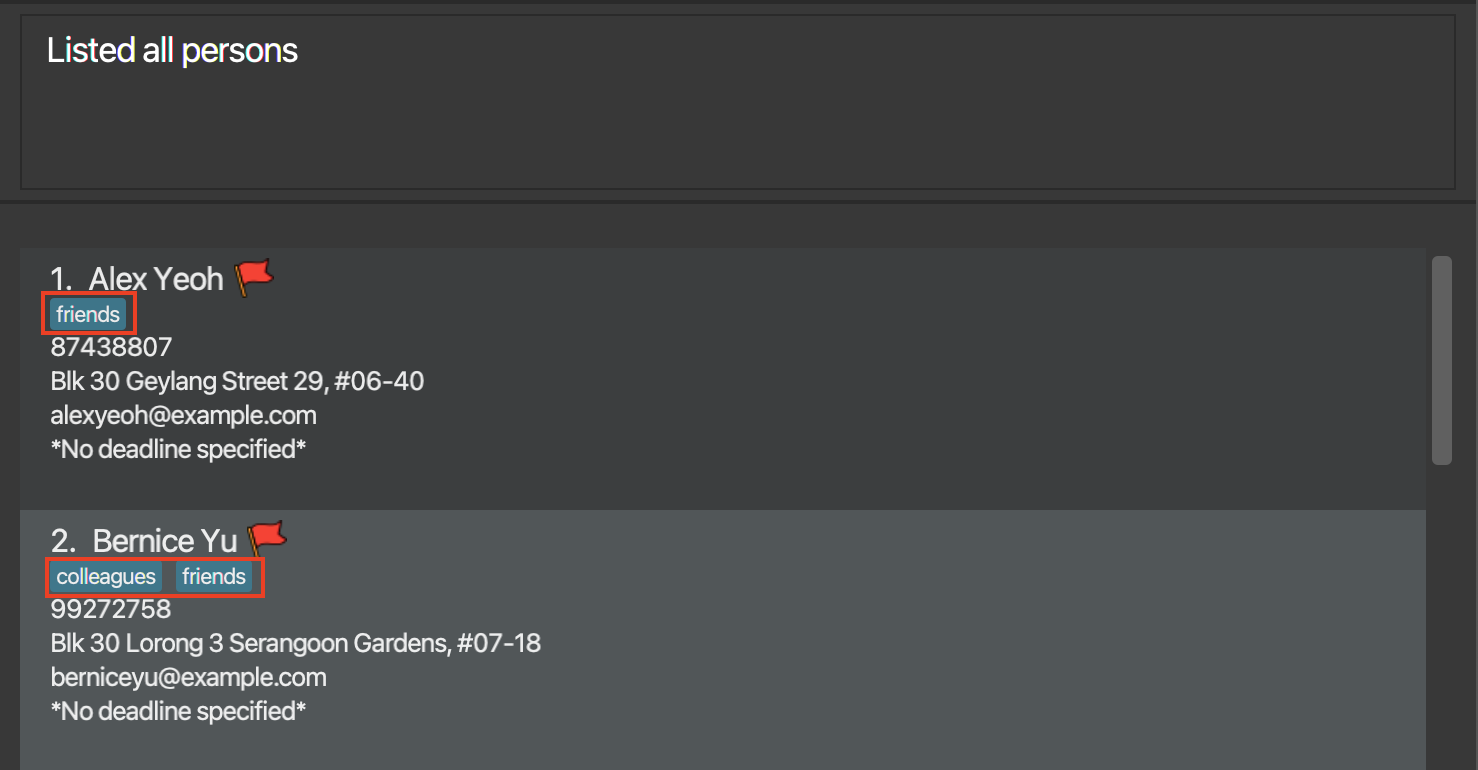 Listed all persons
1. Alex Yeoh
friends
87438807
Blk 30 Geylang Street 29, #06-40
alexyeoh@example.com
*No deadline specified*
2. Bernice Yu
colleagues friends
99272758
Blk 30 Lorong 3 Serangoon Gardens, #07-18
berniceyu@example.com
*No deadline specified*